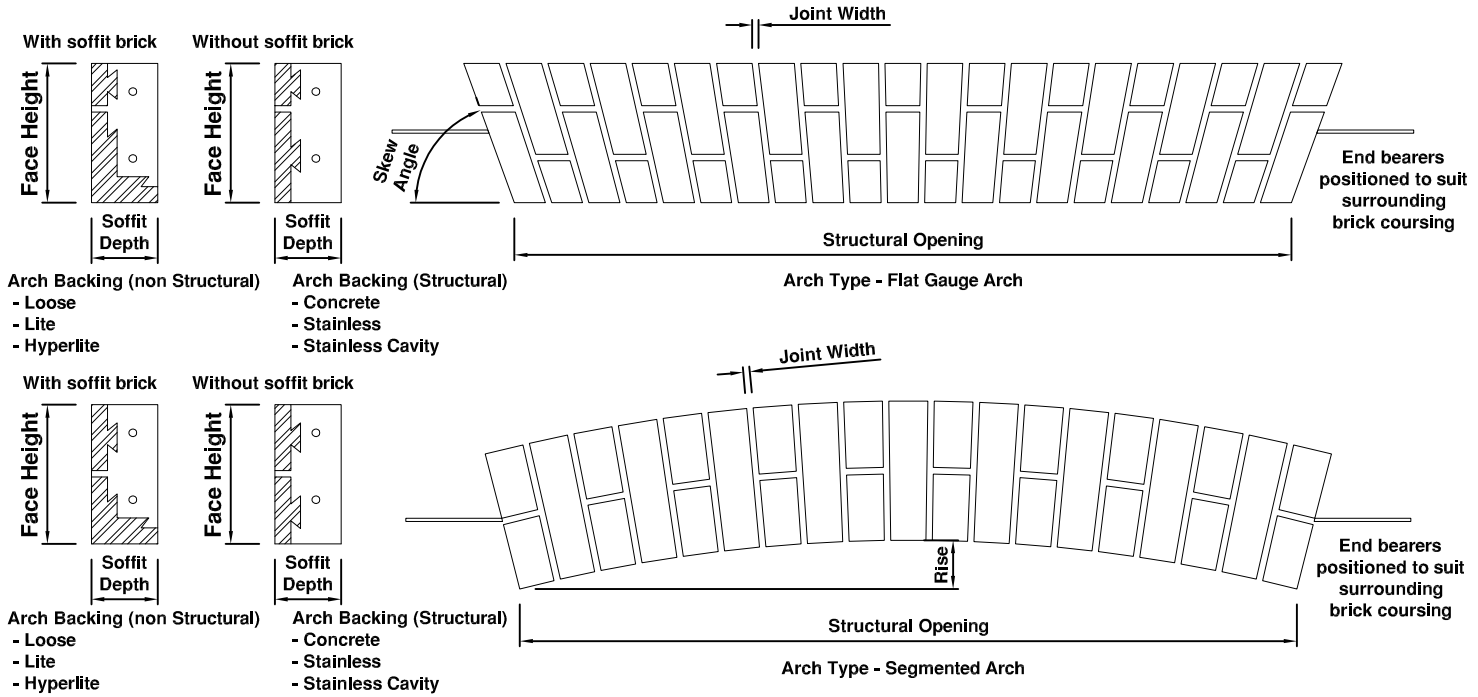 Joint Width
With soffit brick
Without soffit brick
Face Height
Face Height
Skew
Angle
Soffit
Depth
Soffit
Depth
Structural Opening
End bearers
positioned to suit
surrounding
brick coursing
Arch Backing (non Structural)
- Loose
- Lite
- Hyperlite
Arch Backing (Structural)
- Concrete
- Stainless
- Stainless Cavity
Arch Type - Flat Gauge Arch
Joint Width
With soffit brick
Without soffit brick
Face Height
Face Height
Rise
Soffit
Depth
Soffit
Depth
End bearers
positioned to suit
surrounding
brick coursing
Arch Backing (non Structural)
- Loose
- Lite
- Hyperlite
Arch Backing (Structural)
- Concrete
- Stainless
- Stainless Cavity
Structural Opening
Arch Type - Segmented Arch